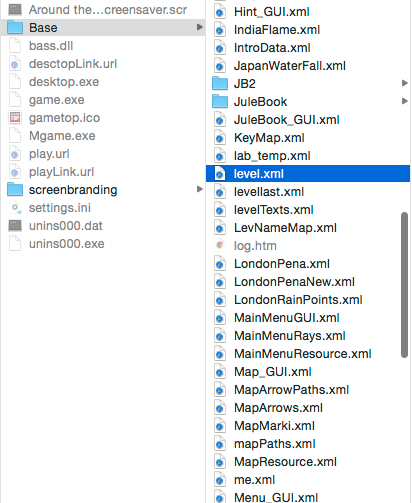 Around the...creensaver.scr
Base
bass.dll
desctopLink.url
desktop.exe
game.exe
gametop.ico
Mgame.exe
play.url
playLink.url
screenbranding
settings.ini
unins000.dat
unins000.exe
Hint_GUI.xml
IndiaFlame.xml
IntroData.xml
JapanWaterFall.xml
JB2
JuleBook
JuleBook_GUI.xml
KeyMap.xml
lab_temp.xml
level.xml
levellast.xml
levelTexts.xml
LevNameMap.xml
log.htm
LondonPena.xml
LondonPenaNew.xml
LondonRainPoints.xml
MainMenuGUI.xml
MainMenuRays.xml
MainMenuResource.xml
Map_GUI.xml
MapArrowPaths.xml
MapArrows.xml
MapMarki.xml
mapPaths.xml
MapResource.xml
me.xml
Menu_GUI.xml